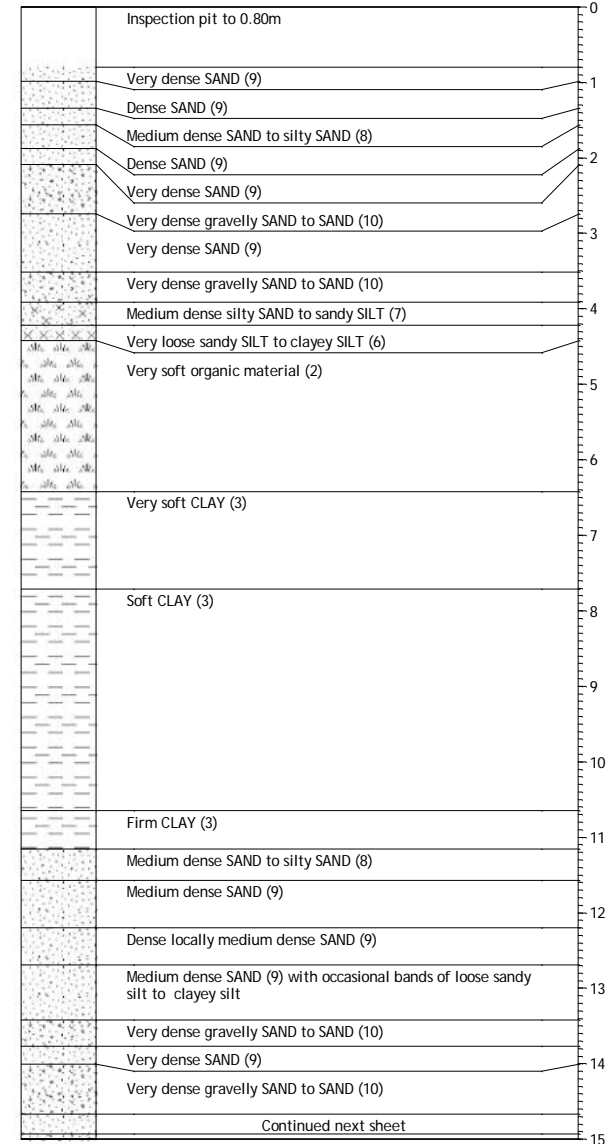 Inspection pit to 0.80m
0
Very dense SAND (9)
1
Dense SAND (9)
Medium dense SAND to silty SAND (8)
Dense SAND (9)
2
Very dense SAND (9)
Very dense gravelly SAND to SAND (10)
3
Very dense SAND (9)
Very dense gravelly SAND to SAND (10)
4
Medium dense silty SAND to sandy SILT (7)
Very loose sandy SILT to clayey SILT (6)
Very soft organic material (2)
5
6
Very soft CLAY (3)
7
Soft CLAY (3)
8
9
10
Firm CLAY (3)
11
Medium dense SAND to silty SAND (8)
Medium dense SAND (9)
12
Dense locally medium dense SAND (9)
Medium dense SAND (9) with occasional bands of loose sandy
silt to clayey silt
13
Very dense gravelly SAND to SAND (10)
Very dense SAND (9)
14
Very dense gravelly SAND to SAND (10)
Continued next sheet
15